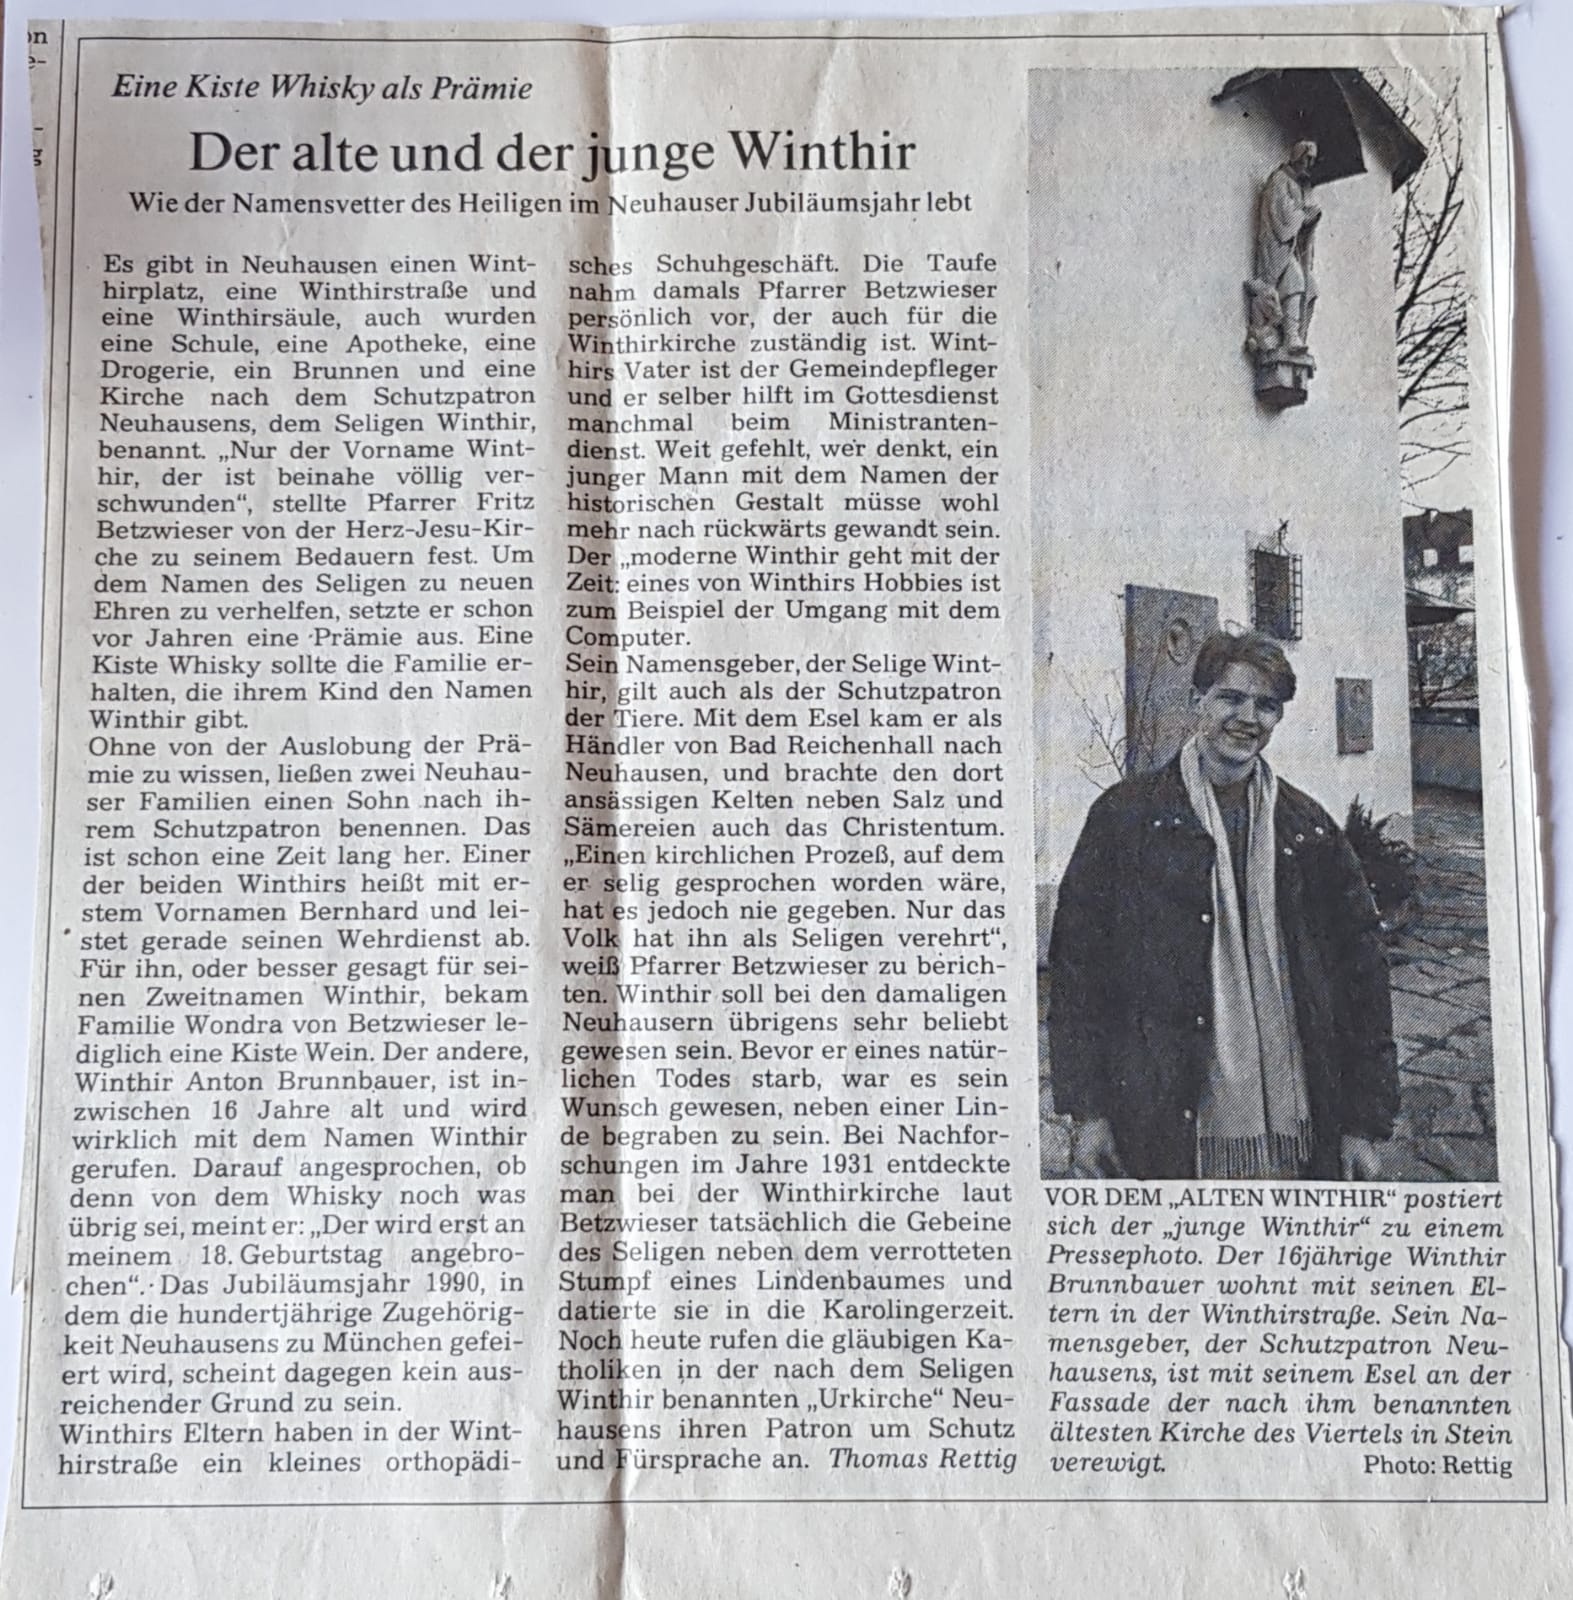 on
e-
-
g
Eine Kiste Whisky als Prämie
Der alte und der junge Winthir
Wie der Namensvetter des Heiligen im Neuhauser Jubiläumsjahr lebt
Es gibt in Neuhausen einen Wint-
hirplatz, eine Winthirstraße und
eine Winthirsäule, auch wurden
eine Schule, eine Apotheke, eine
Drogerie, ein Brunnen und eine
Kirche nach dem Schutzpatron
Neuhausens, dem Seligen Winthir,
benannt. „Nur der Vorname Wint-
hir, der ist beinahe völlig ver-
schwunden“, stellte Pfarrer Fritz
Betzwieser von der Herz-Jesu-Kir-
che zu seinem Bedauern fest. Um
dem Namen des Seligen zu neuen
Ehren zu verhelfen, setzte er schon
vor Jahren eine Prämie aus. Eine
Kiste Whisky sollte die Familie er-
halten, die ihrem Kind den Namen
Winthir gibt.
Ohne von der Auslobung der Prä-
mie zu wissen, ließen zwei Neuhau-
ser Familien einen Sohn nach ih-
rem Schutzpatron benennen. Das
ist schon eine Zeit lang her. Einer
der beiden Winthirs heißt mit er-
stem Vornamen Bernhard und lei-
stet gerade seinen Wehrdienst ab.
Für ihn, oder besser gesagt für sei-
nen Zweitnamen Winthir, bekam
Familie Wondra von Betzwieser le-
diglich eine Kiste Wein. Der andere,
Winthir Anton Brunnbauer, ist in-
zwischen 16 Jahre alt und wird
wirklich mit dem Namen Winthir
gerufen. Darauf angesprochen, ob
denn von dem Whisky noch was
übrig sei, meint er: „Der wird erst an
meinem 18. Geburtstag angebro-
chen“. Das Jubiläumsjahr 1990, in
dem die hundertjährige Zugehörig-
keit Neuhausens zu München gefei-
ert wird, scheint dagegen kein aus-
reichender Grund zu sein.
Winthirs Eltern haben in der Wint-
hirstraße ein kleines orthopädi-
sches Schuhgeschäft. Die Taufe
nahm damals Pfarrer Betzwieser
persönlich vor, der auch für die
Winthirkirche zuständig ist. Wint-
hirs Vater ist der Gemeindepfleger
und er selber hilft im Gottesdienst
manchmal beim Ministranten-
dienst. Weit gefehlt, wer denkt, ein
junger Mann mit dem Namen der
historischen Gestalt müsse wohl
mehr nach rückwärts gewandt sein.
Der „moderne Winthir geht mit der
Zeit: eines von Winthirs Hobbies ist
zum Beispiel der Umgang mit dem
Computer.
Sein Namensgeber, der Selige Wint-
hir, gilt auch als der Schutzpatron
der Tiere. Mit dem Esel kam er als
Händler von Bad Reichenhall nach
Neuhausen, und brachte den dort
ansässigen Kelten neben Salz und
Sämereien auch das Christentum.
„Einen kirchlichen Prozeß, auf dem
er selig gesprochen worden wäre,
hat es jedoch nie gegeben. Nur das
Volk hat ihn als Seligen verehrt“,
weiß Pfarrer Betzwieser zu berich-
ten. Winthir soll bei den damaligen
Neuhausern übrigens sehr beliebt
gewesen sein. Bevor er eines natür-
lichen Todes starb, war es sein
Wunsch gewesen, neben einer Lin-
de begraben zu sein. Bei Nachfor-
schungen im Jahre 1931 entdeckte
man bei der Winthirkirche laut
Betzwieser tatsächlich die Gebeine
des Seligen neben dem verrotteten
Stumpf eines Lindenbaumes und
datierte sie in die Karolingerzeit.
Noch heute rufen die gläubigen Ka-
tholiken in der nach dem Seligen
Winthir benannten „Urkirche“ Neu-
hausens ihren Patron um Schutz
und Fürsprache an. Thomas Rettig
VOR DEM „ALTEN WINTHIR“ postiert
sich der „junge Winthir“ zu einem
Pressephoto. Der 16jährige Winthir
Brunnbauer wohnt mit seinen El-
tern in der Winthirstraße. Sein Na-
mensgeber, der Schutzpatron Neu-
hausens, ist mit seinem Esel an der
Fassade der nach ihm benannten
ältesten Kirche des Viertels in Stein
verewigt. Photo: Rettig